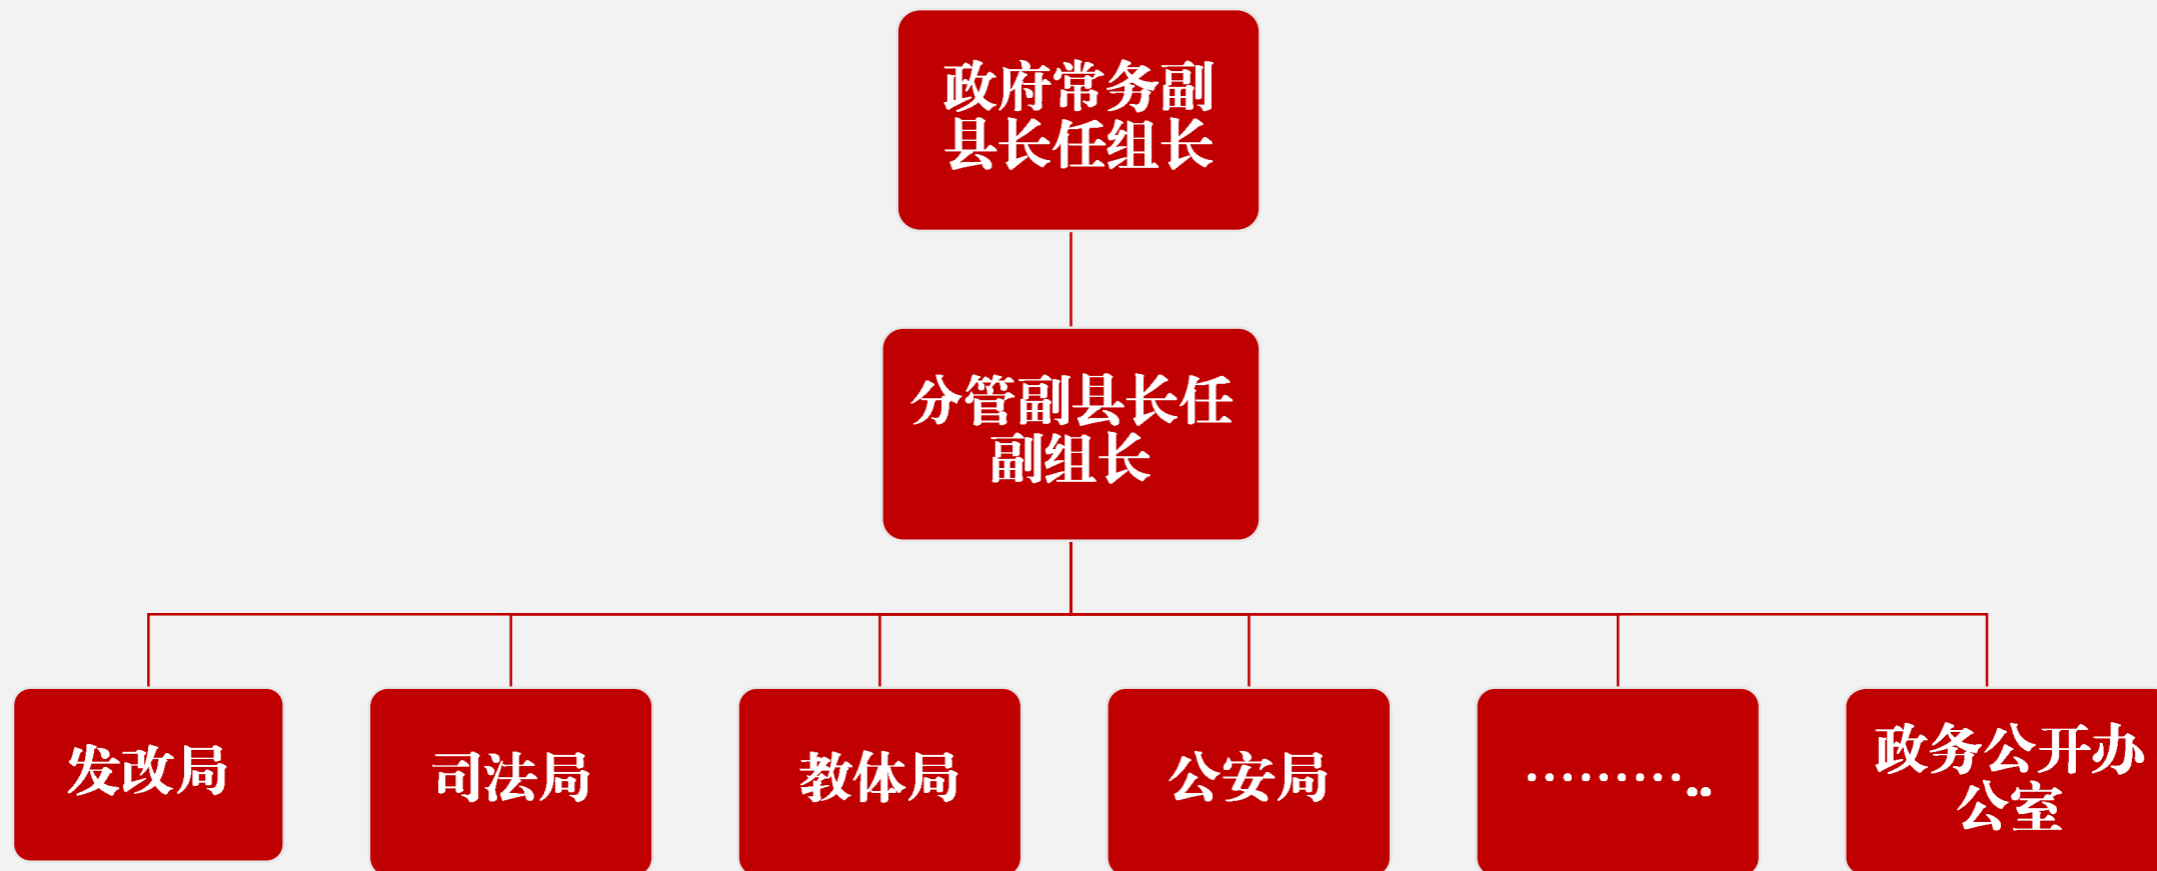 政府常务副
县长任组长
分管副县长任
副组长
发改局
司法局
教体局
公安局
………..
政务公开办
公室